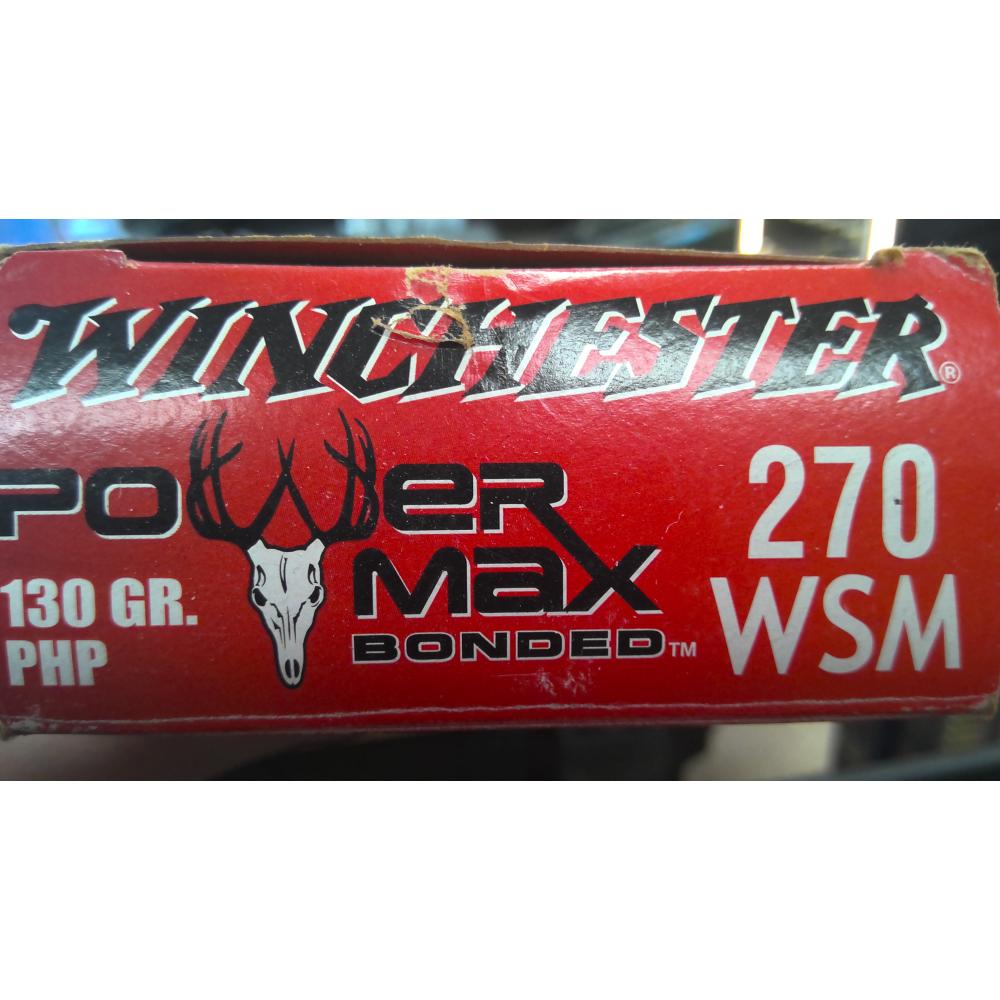 WINCHESTER®
POWER
MAX
BONDED™
130 GR.
PHP
270
WSM